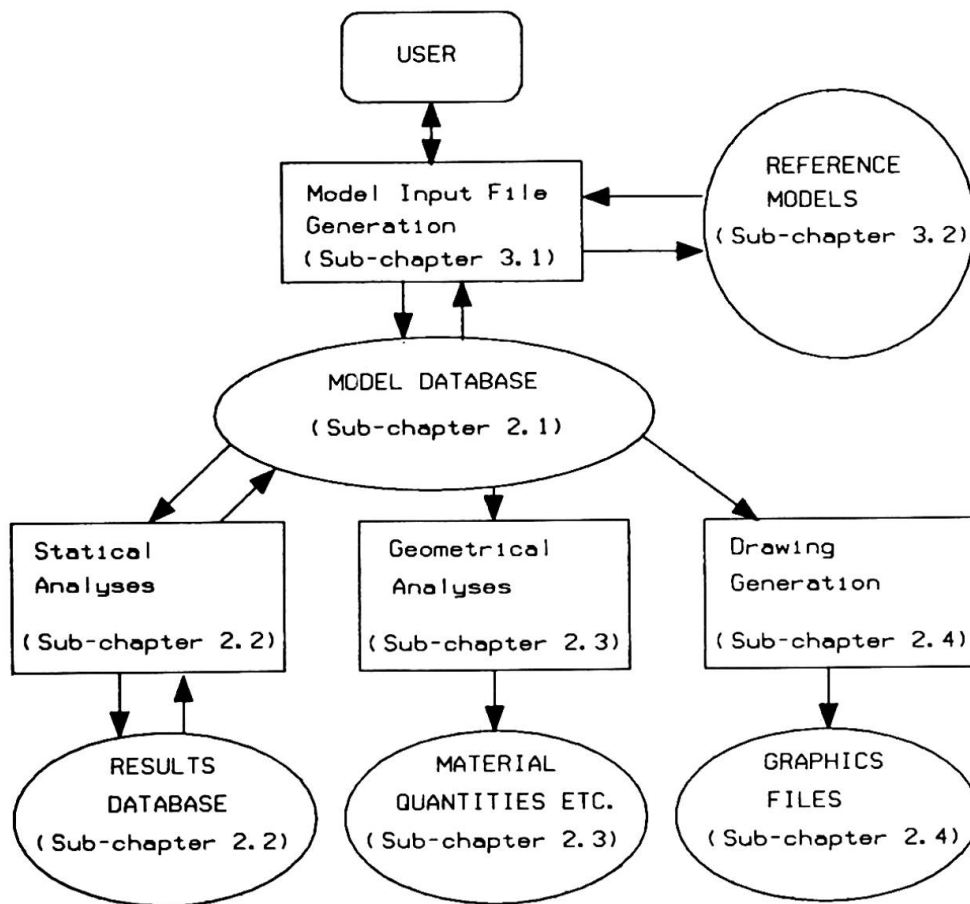 USER
Model Input File
Generation
(Sub-chapter 3.1)
REFERENCE
MODELS
(Sub-chapter 3.2)
MODEL DATABASE
(Sub-chapter 2.1)
Statical
Analyses
(Sub-chapter 2.2)
Geometrical
Analyses
(Sub-chapter 2.3)
Drawing
Generation
(Sub-chapter 2.4)
RESULTS
DATABASE
(Sub-chapter 2.2)
MATERIAL
QUANTITIES ETC.
(Sub-chapter 2.3)
GRAPHICS
FILES
(Sub-chapter 2.4)